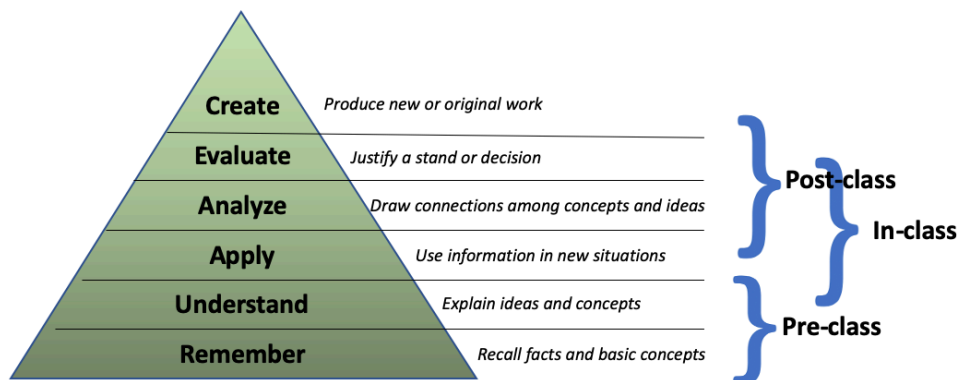 Create
Produce new or original work
Evaluate
Justify a stand or decision
Analyze
Draw connections among concepts and ideas
Apply
Use information in new situations
Understand
Explain ideas and concepts
Remember
Recall facts and basic concepts
Post-class
In-class
Pre-class